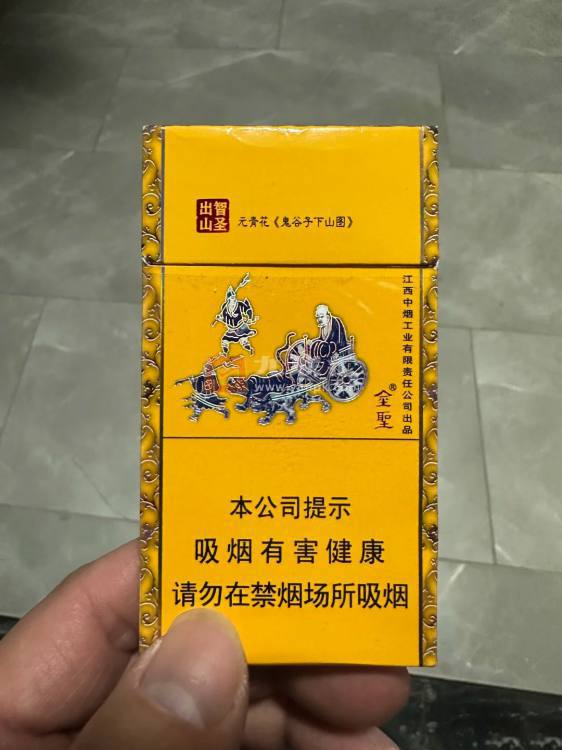 智圣
出山
元青花《鬼谷子下山图》
江西中烟工业有限责任公司出品
金聖®
本公司提示
吸烟有害健康
请勿在禁烟场所吸烟